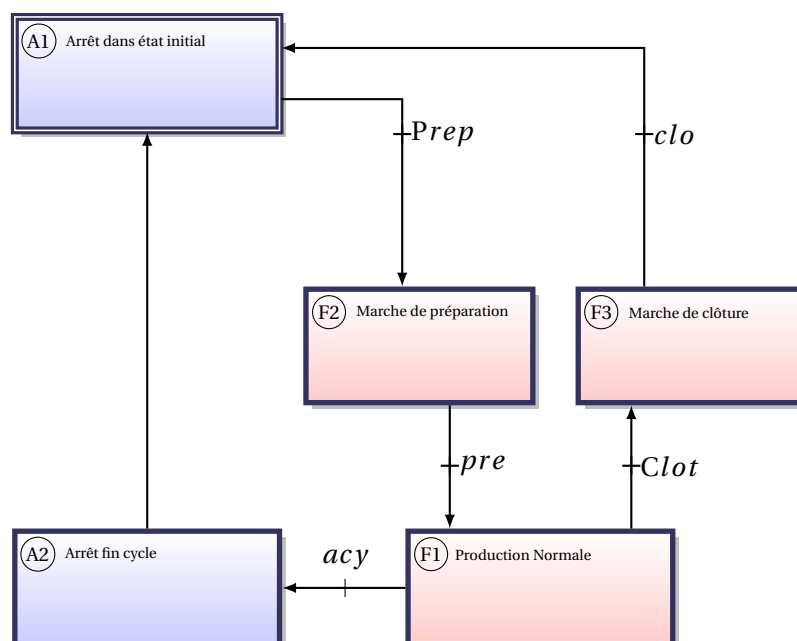 A1 Arrêt dans état initial
Prep
clo
F2 Marche de préparation
F3 Marche de clôture
pre
Clot
A2 Arrêt fin cycle
acy
F1 Production Normale